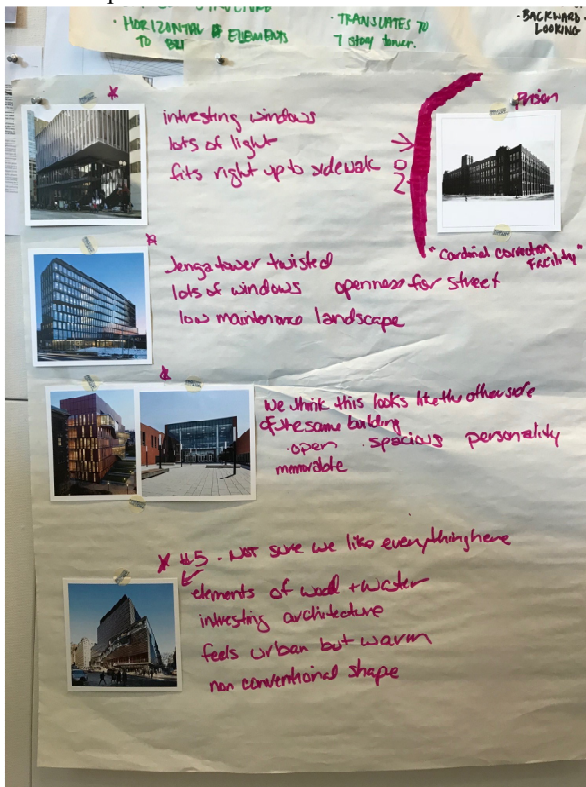 · HORIZONTAL ELEMENTS
TO
· TRANSLATES TO
7 story tower.
· BACKWARD
LOOKING
intresting windows
lots of light
fits right up to sidewalk
Prison
"Cardinal correction
Facility"
Jenga tower twisted
lots of windows openness for street
low maintenance landscape
We think this looks like the other side
of the same building
· open · spacious personality
memorable
#5 - Not sure we like everything here
elements of wood + water
intresting architecture
feels urban but warm
non conventional shape